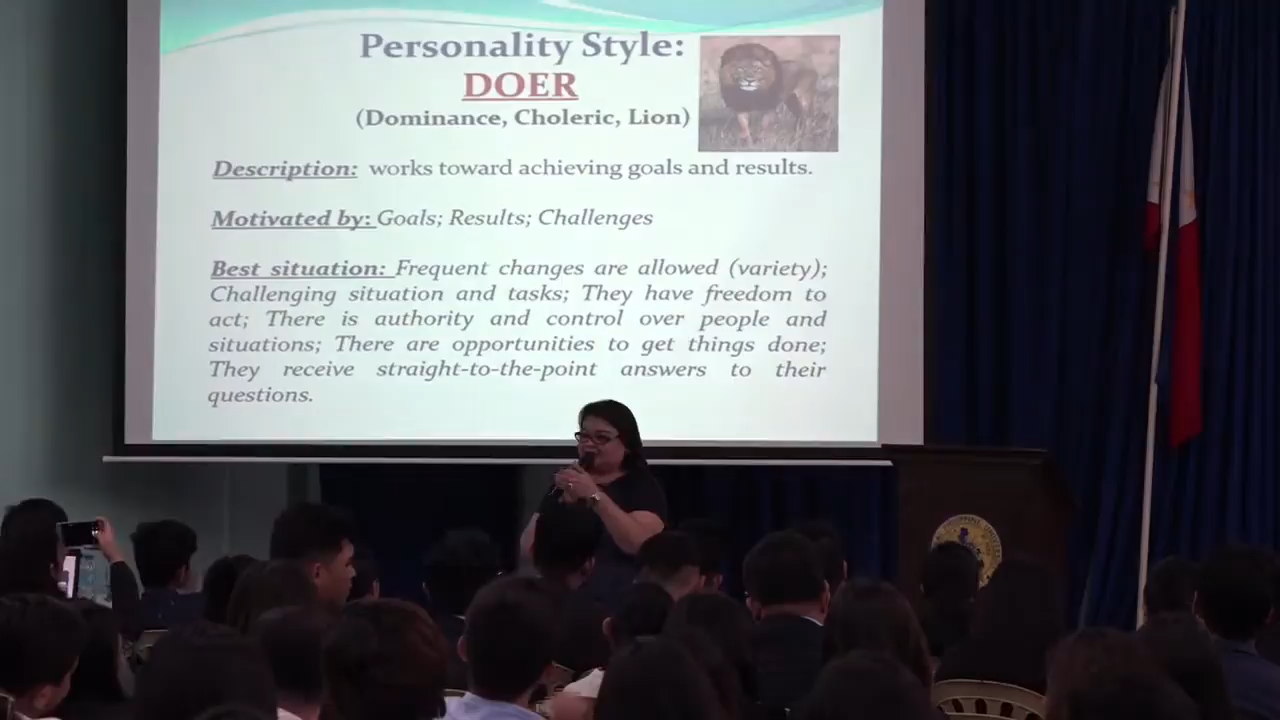 Personality Style:
DOER
(Dominance, Choleric, Lion)
Description: works toward achieving goals and results.
Motivated by: Goals; Results; Challenges
Best situation: Frequent changes are allowed (variety);
Challenging situation and tasks; They have freedom to
act; There is authority and control over people and
situations; There are opportunities to get things done;
They receive straight-to-the-point answers to their
questions.